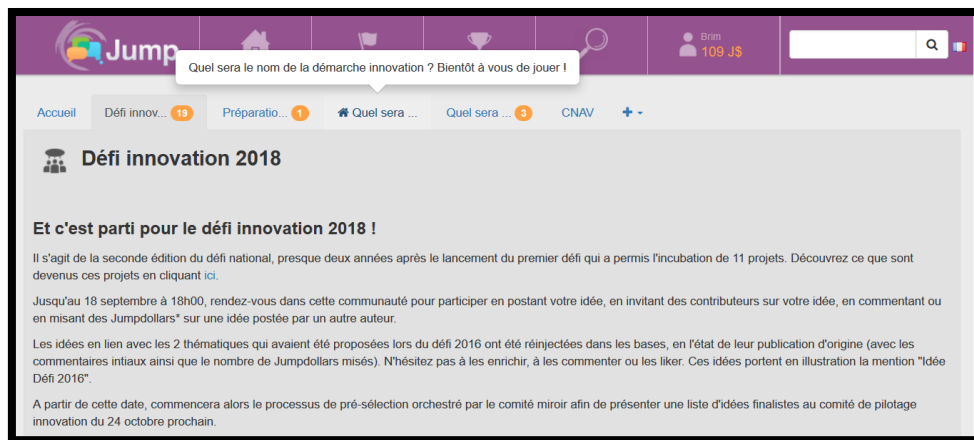 Jump
Brim
109 J$
Quel sera le nom de la démarche innovation ? Bientôt à vous de jouer !
Accueil Défi innov... 19 Préparatio... 1 Quel sera ... Quel sera ... 3 CNAV
Défi innovation 2018
Et c'est parti pour le défi innovation 2018 !
Il s'agit de la seconde édition du défi national, presque deux années après le lancement du premier défi qui a permis l'incubation de 11 projets. Découvrez ce que sont
devenus ces projets en cliquant ici.
Jusqu'au 18 septembre à 18h00, rendez-vous dans cette communauté pour participer en postant votre idée, en invitant des contributeurs sur votre idée, en commentant ou
en misant des Jumpdollars* sur une idée postée par un autre auteur.
Les idées en lien avec les 2 thématiques qui avaient été proposées lors du défi 2016 ont été réinjectées dans les bases, en l'état de leur publication d'origine (avec les
commentaires intiaux ainsi que le nombre de Jumpdollars misés). N'hésitez pas à les enrichir, à les commenter ou les liker. Ces idées portent en illustration la mention "Idée
Défi 2016".
A partir de cette date, commencera alors le processus de pré-sélection orchestré par le comité miroir afin de présenter une liste d'idées finalistes au comité de pilotage
innovation du 24 octobre prochain.